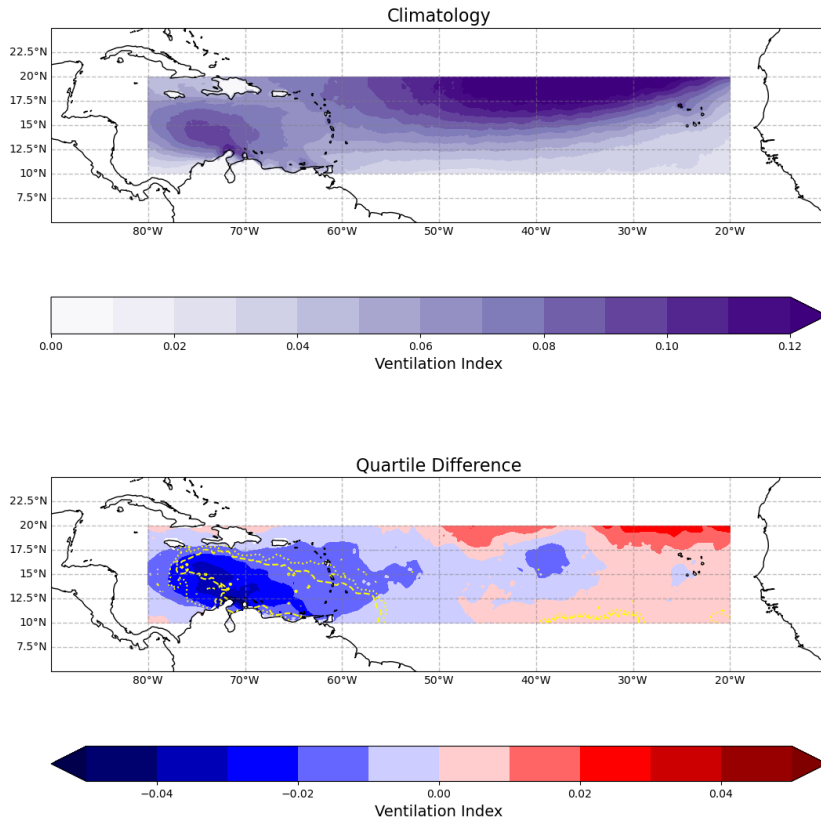 Climatology
22.5°N
20°N
17.5°N
15°N
12.5°N
10°N
7.5°N
80°W 70°W 60°W 50°W 40°W 30°W 20°W
0.00 0.02 0.04 0.06 0.08 0.10 0.12
Ventilation Index
Quartile Difference
22.5°N
20°N
17.5°N
15°N
12.5°N
10°N
7.5°N
80°W 70°W 60°W 50°W 40°W 30°W 20°W
−0.04 −0.02 0.00 0.02 0.04
Ventilation Index